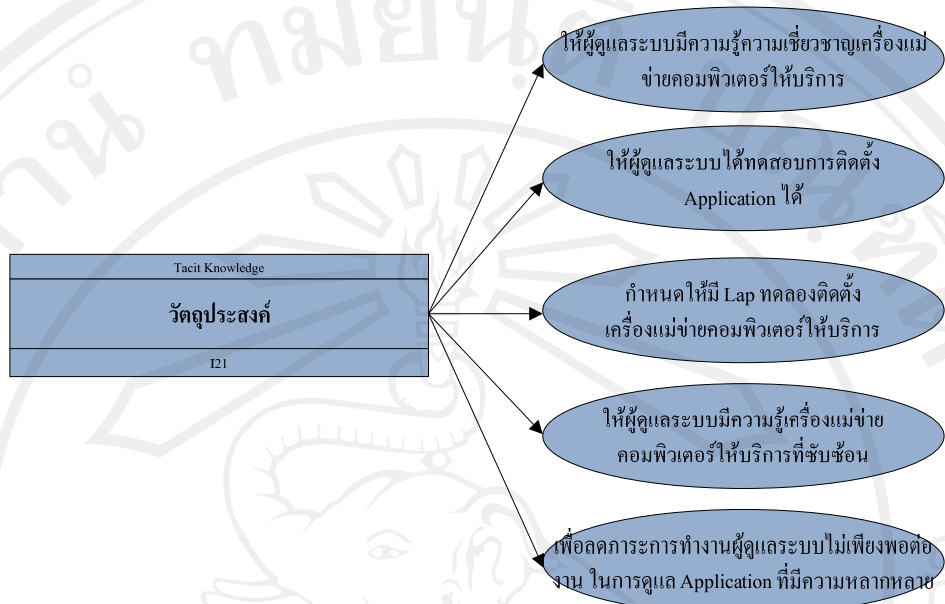 Tacit Knowledge
วัตถุประสงค์
I21
ให้ผู้ดูแลระบบมีความรู้ความเชี่ยวชาญเครื่องแม่
ข่ายคอมพิวเตอร์ให้บริการ
ให้ผู้ดูแลระบบได้ทดสอบการติดตั้ง
Application ได้
กำหนดให้มี Lap ทดลองติดตั้ง
เครื่องแม่ข่ายคอมพิวเตอร์ให้บริการ
ให้ผู้ดูแลระบบมีความรู้เครื่องแม่ข่าย
คอมพิวเตอร์ให้บริการที่ซับซ้อน
เพื่อลดภาระการทำงานผู้ดูแลระบบไม่เพียงพอต่อ
งาน ในการดูแล Application ที่มีความหลากหลาย